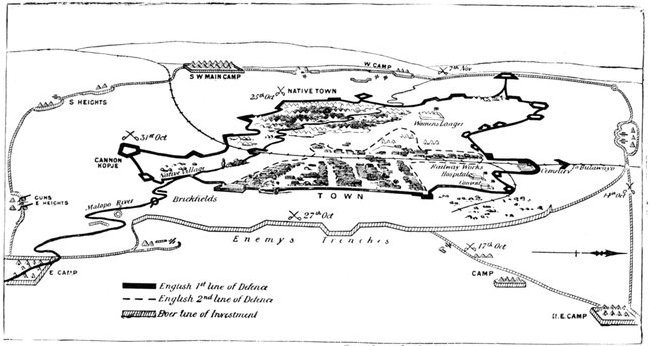 W. CAMP
7th Nov
S W MAIN CAMP
NATIVE TOWN
25th Oct
S HEIGHTS
Womens Laager
31st Oct
CANNON
KOPJE
Native Village
Railway Works
Hospital
Convent
Cemetery
To Buluwayo
TOWN
GUNS
E HEIGHTS
Brickfields
Malopo River
14th Oct
27th Oct
Enemys Trenches
17th Oct
E CAMP
CAMP
N.E. CAMP
English 1st line of Defence
English 2nd line of Defence
Boer line of Investment